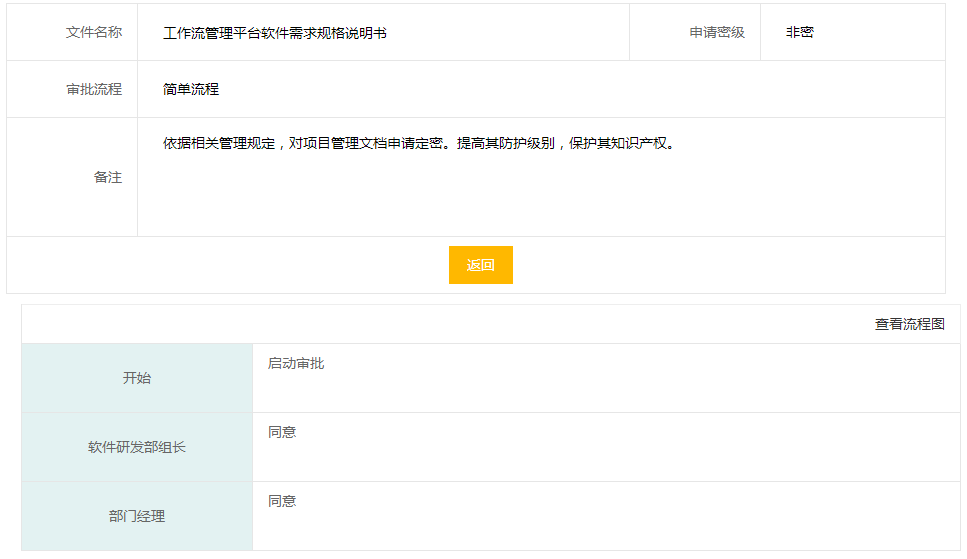 文件名称 工作流管理平台软件需求规格说明书 申请密级 非密
审批流程 简单流程
备注 依据相关管理规定，对项目管理文档申请定密。提高其防护级别，保护其知识产权。
返回
查看流程图
开始 启动审批
软件研发部组长 同意
部门经理 同意